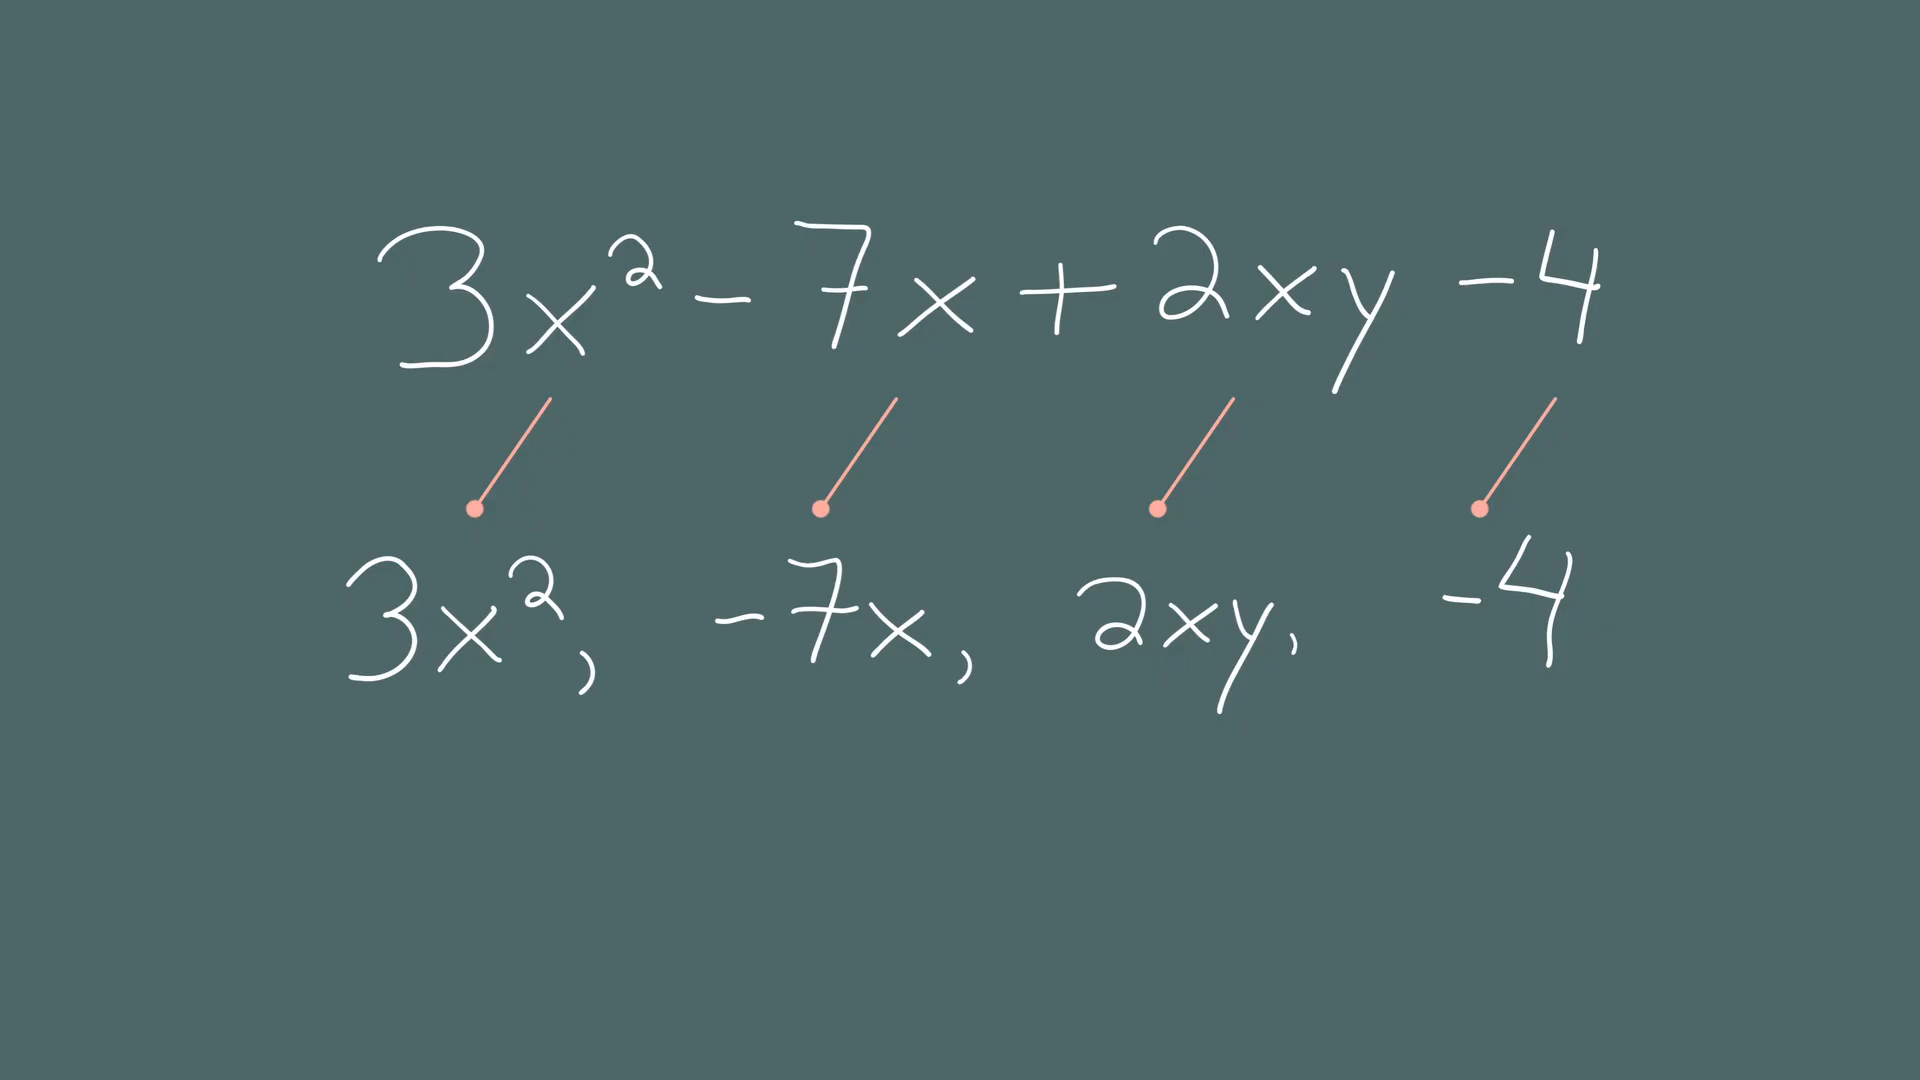 3x² - 7x + 2xy - 4
3x², -7x, 2xy, -4